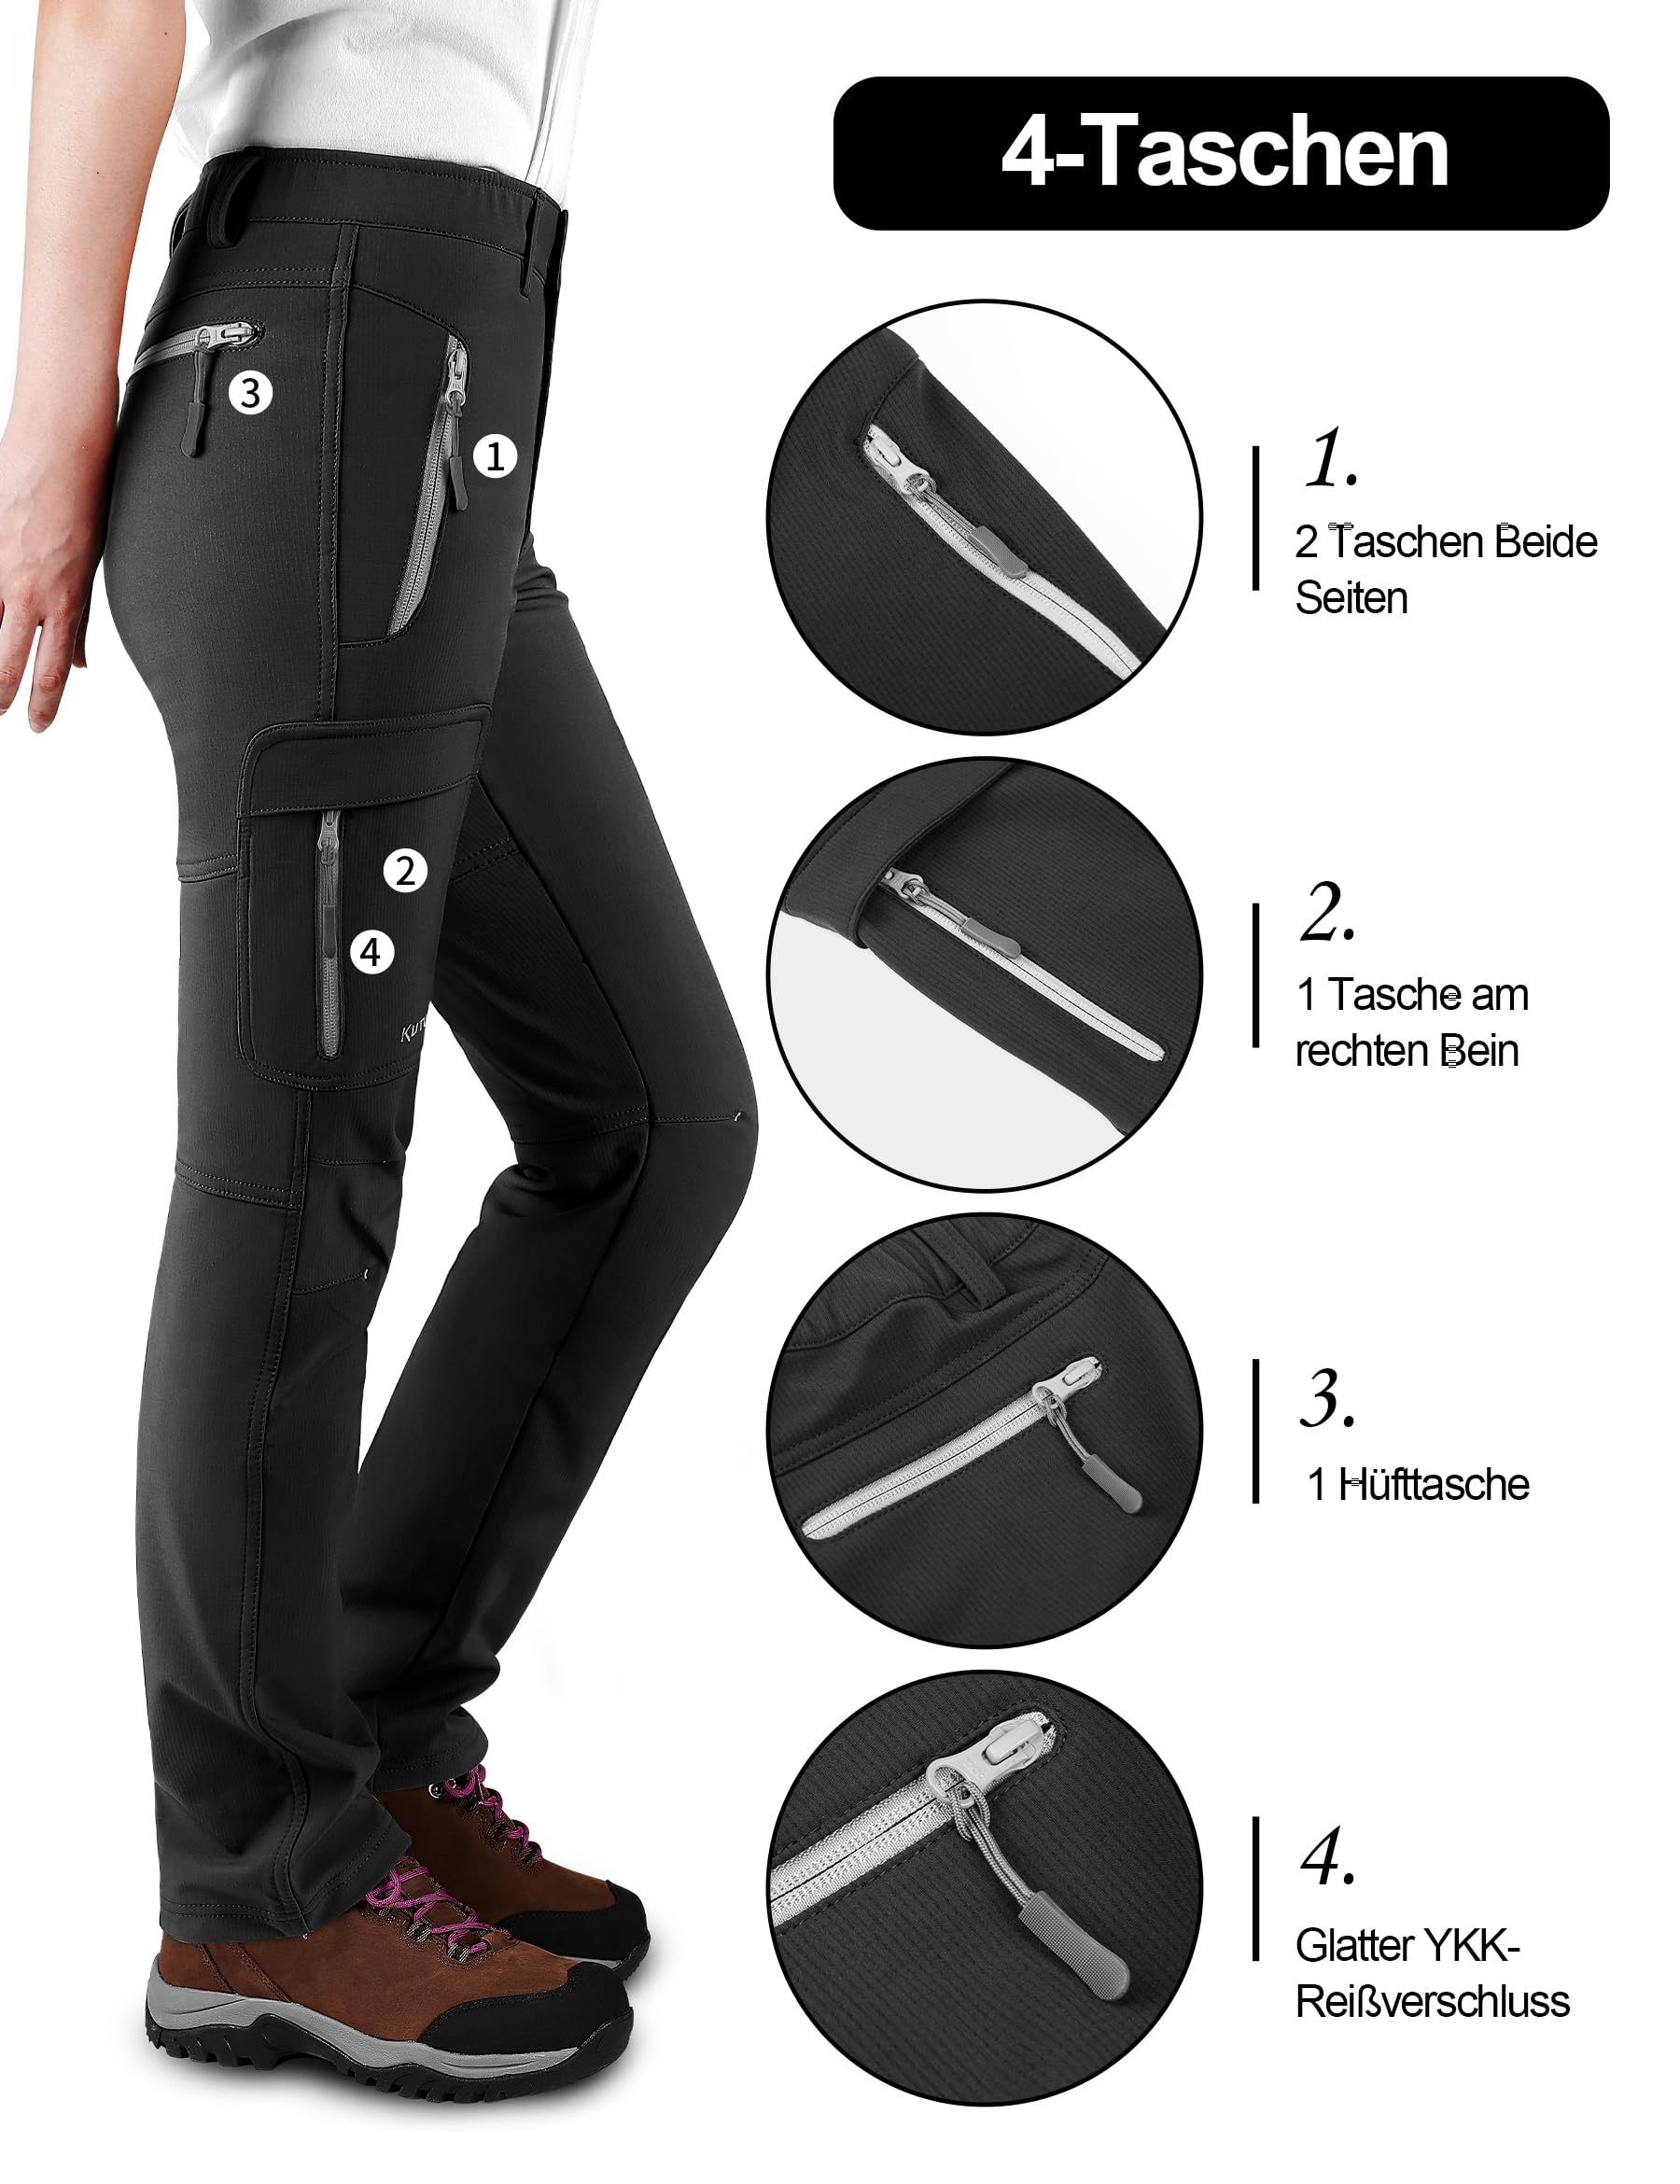 4-Taschen
3
1
1.
2 Taschen Beide
Seiten
2
4
2.
1 Tasche am
rechten Bein
3.
1 Hüfttasche
4.
Glatter YKK-
Reißverschluss